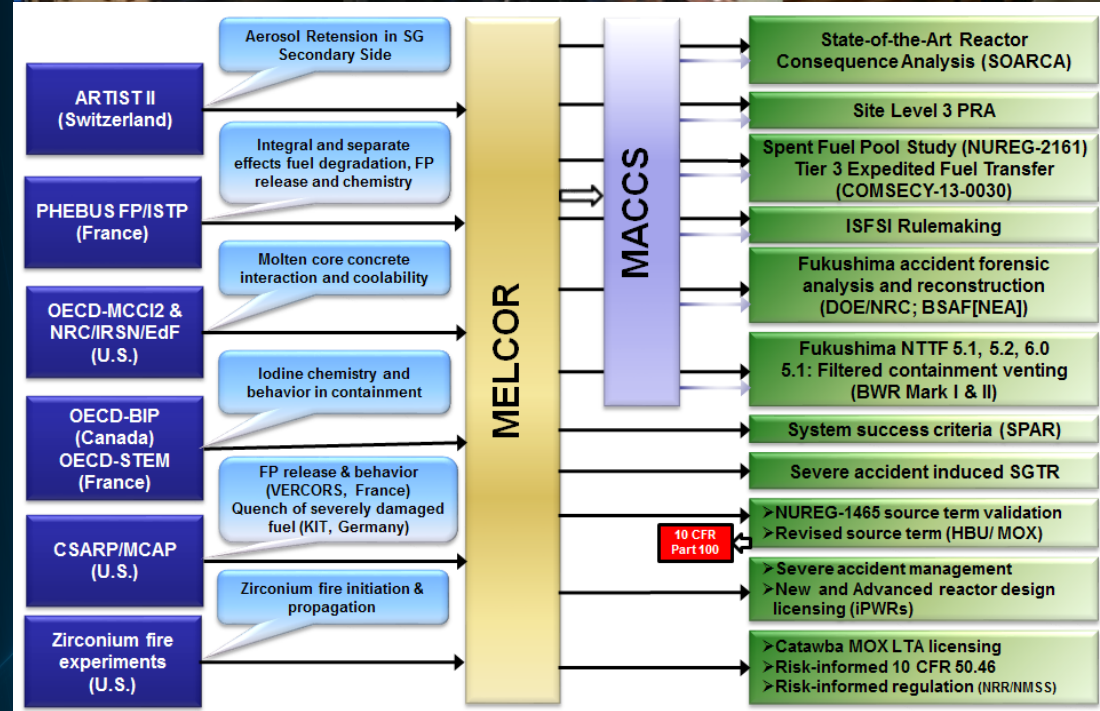 Aerosol Retention in SG
Secondary Side
ARTIST II
(Switzerland)
Integral and separate
effects fuel degradation, FP
release and chemistry
PHEBUS FP/ISTP
(France)
Molten core concrete
interaction and coolability
OECD-MCCI2 &
NRC/IRSN/EdF
(U.S.)
Iodine chemistry and
behavior in containment
OECD-BIP
(Canada)
OECD-STEM
(France)
FP release & behavior
(VERCORS, France)
Quench of severely damaged
fuel (KIT, Germany)
CSARP/MCAP
(U.S.)
Zirconium fire initiation &
propagation
Zirconium fire
experiments
(U.S.)
MELCOR
MACCS
State-of-the-Art Reactor
Consequence Analysis (SOARCA)
Site Level 3 PRA
Spent Fuel Pool Study (NUREG-2161)
Tier 3 Expedited Fuel Transfer
(COMSECY-13-0030)
ISFSI Rulemaking
Fukushima accident forensic
analysis and reconstruction
(DOE/NRC; BSAF[NEA])
Fukushima NTTF 5.1, 5.2, 6.0
5.1: Filtered containment venting
(BWR Mark I & II)
System success criteria (SPAR)
Severe accident induced SGTR
➢NUREG-1465 source term validation
➢Revised source term (HBU/ MOX)
10 CFR
Part 100
➢Severe accident management
➢New and Advanced reactor design
licensing (iPWRs)
➢Catawba MOX LTA licensing
➢Risk-informed 10 CFR 50.46
➢Risk-informed regulation (NRR/NMSS)